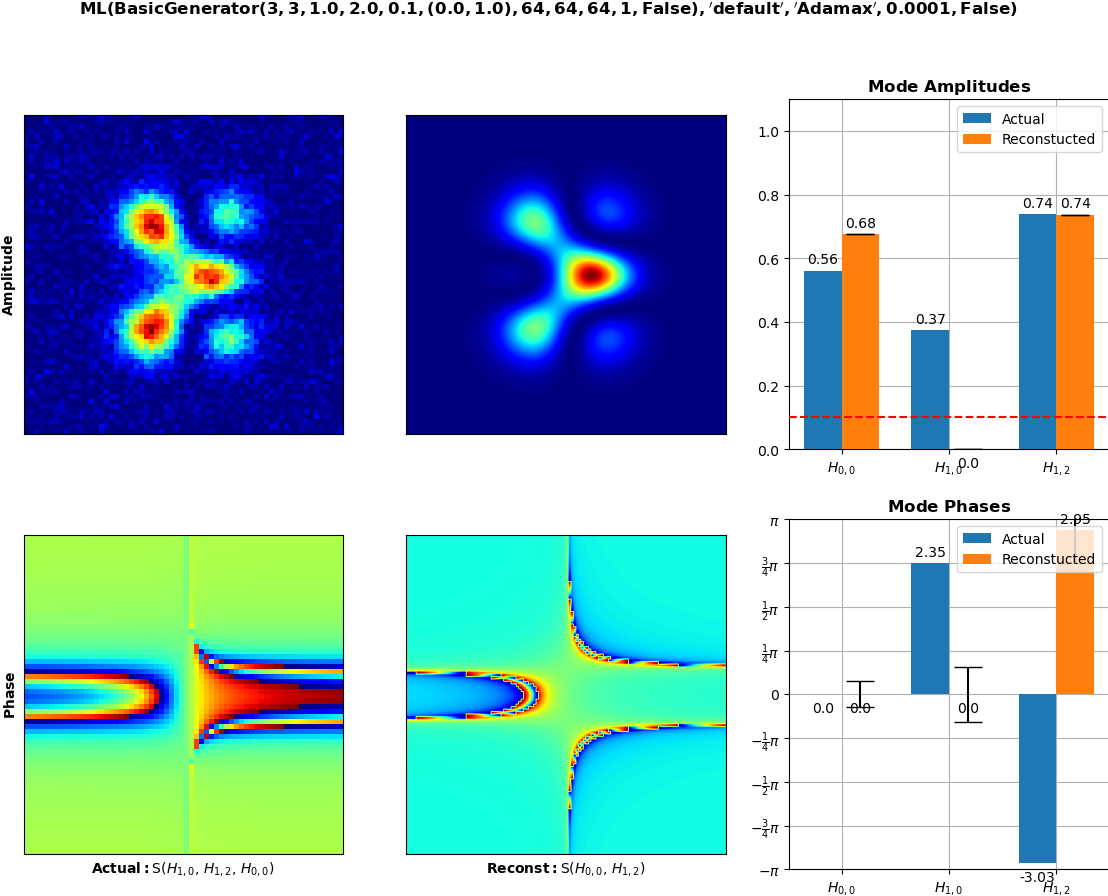 ML(BasicGenerator(3, 3, 1.0, 2.0, 0.1, (0.0, 1.0), 64, 64, 64, 1, False), ′default′, ′Adamax′, 0.0001, False)
Amplitude
Mode Amplitudes
Actual
Reconstucted
1.0
0.8
0.6
0.4
0.2
0.0
0.56
0.68
0.37
0.0
0.74
0.74
H₀,₀
H₁,₀
H₁,₂
Phase
Actual: S(H₁,₀, H₁,₂, H₀,₀)
Reconst: S(H₀,₀, H₁,₂)
Mode Phases
Actual
Reconstucted
π
3/4π
1/2π
1/4π
0
−1/4π
−1/2π
−3/4π
−π
0.0
0.0
2.35
0.0
-3.03
2.95
H₀,₀
H₁,₀
H₁,₂